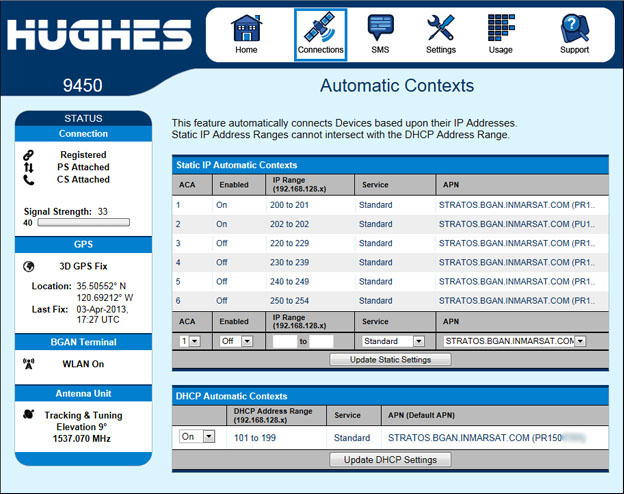 HUGHES
Home
Connections
SMS
Settings
Usage
Support
9450
Automatic Contexts
STATUS
Connection
Registered
PS Attached
CS Attached
Signal Strength: 33
40
GPS
3D GPS Fix
Location: 35.50552° N
120.69212° W
Last Fix: 03-Apr-2013,
17:27 UTC
BGAN Terminal
WLAN On
Antenna Unit
Tracking & Tuning
Elevation 9°
1537.070 MHz
This feature automatically connects Devices based upon their IP Addresses.
Static IP Address Ranges cannot intersect with the DHCP Address Range.
Static IP Automatic Contexts
ACA Enabled IP Range (192.168.128.x) Service APN
1 On 200 to 201 Standard STRATOS.BGAN.INMARSAT.COM (PR1..
2 On 202 to 202 Standard STRATOS.BGAN.INMARSAT.COM (PU1..
3 Off 220 to 229 Standard STRATOS.BGAN.INMARSAT.COM (PR1..
4 Off 230 to 239 Standard STRATOS.BGAN.INMARSAT.COM (PR1..
5 Off 240 to 249 Standard STRATOS.BGAN.INMARSAT.COM (PR1..
6 Off 250 to 254 Standard STRATOS.BGAN.INMARSAT.COM (PR1..
ACA Enabled IP Range (192.168.128.x) Service APN
1 Off to Standard STRATOS.BGAN.INMARSAT.COM
Update Static Settings
DHCP Automatic Contexts
DHCP Address Range (192.168.128.x) Service APN (Default APN)
On 101 to 199 Standard STRATOS.BGAN.INMARSAT.COM (PR150
Update DHCP Settings